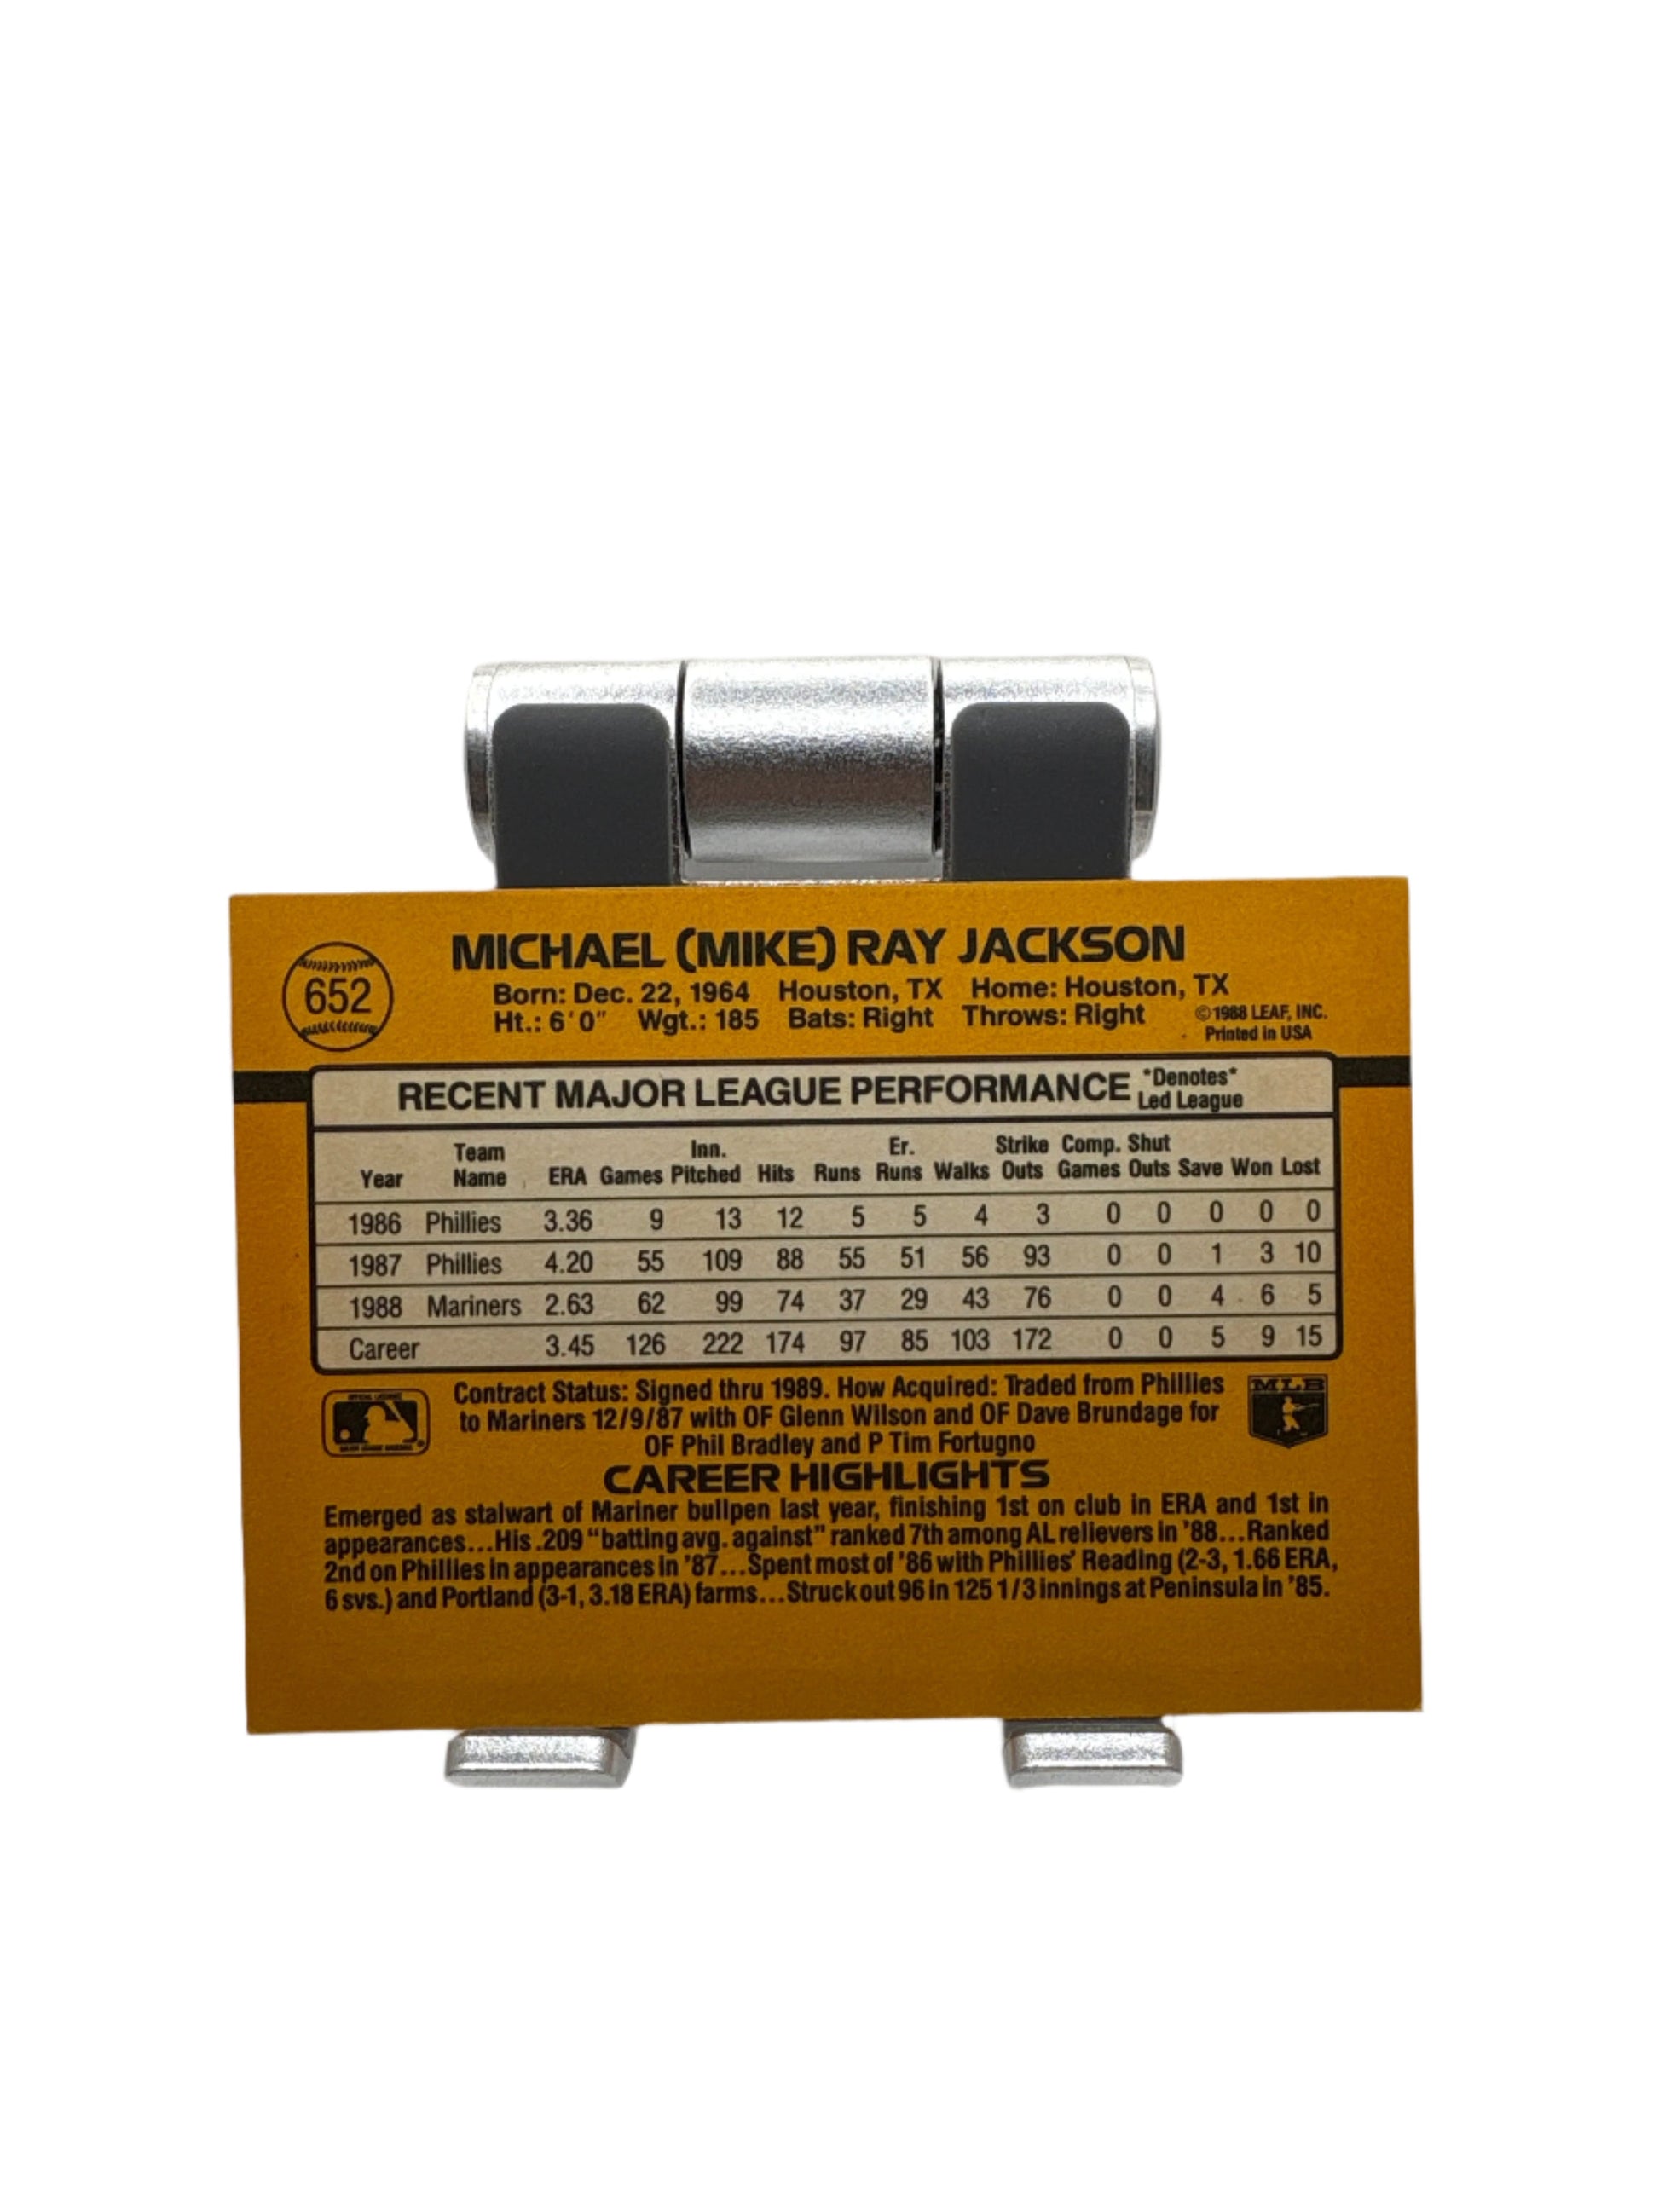 652
MICHAEL (MIKE) RAY JACKSON
Born: Dec. 22, 1964 Houston, TX Home: Houston, TX
Ht.: 6'0" Wgt.: 185 Bats: Right Throws: Right
©1988 LEAF, INC.
Printed in USA
RECENT MAJOR LEAGUE PERFORMANCE *Denotes* Led League
Year Team Name ERA Games Inn. Pitched Hits Runs Er. Runs Walks Strike Outs Comp. Games Shut Outs Save Won Lost
1986 Phillies 3.36 9 13 12 5 5 4 3 0 0 0 0 0
1987 Phillies 4.20 55 109 88 55 51 56 93 0 0 1 3 10
1988 Mariners 2.63 62 99 74 37 29 43 76 0 0 4 6 5
Career 3.45 126 222 174 97 85 103 172 0 0 5 9 15
Contract Status: Signed thru 1989. How Acquired: Traded from Phillies
to Mariners 12/9/87 with OF Glenn Wilson and OF Dave Brundage for
OF Phil Bradley and P Tim Fortugno
MLB
CAREER HIGHLIGHTS
Emerged as stalwart of Mariner bullpen last year, finishing 1st on club in ERA and 1st in
appearances...His .209 "batting avg. against" ranked 7th among AL relievers in '88...Ranked
2nd on Phillies in appearances in '87...Spent most of '86 with Phillies' Reading (2-3, 1.66 ERA,
6 svs.) and Portland (3-1, 3.18 ERA) farms...Struck out 96 in 125 1/3 innings at Peninsula in '85.